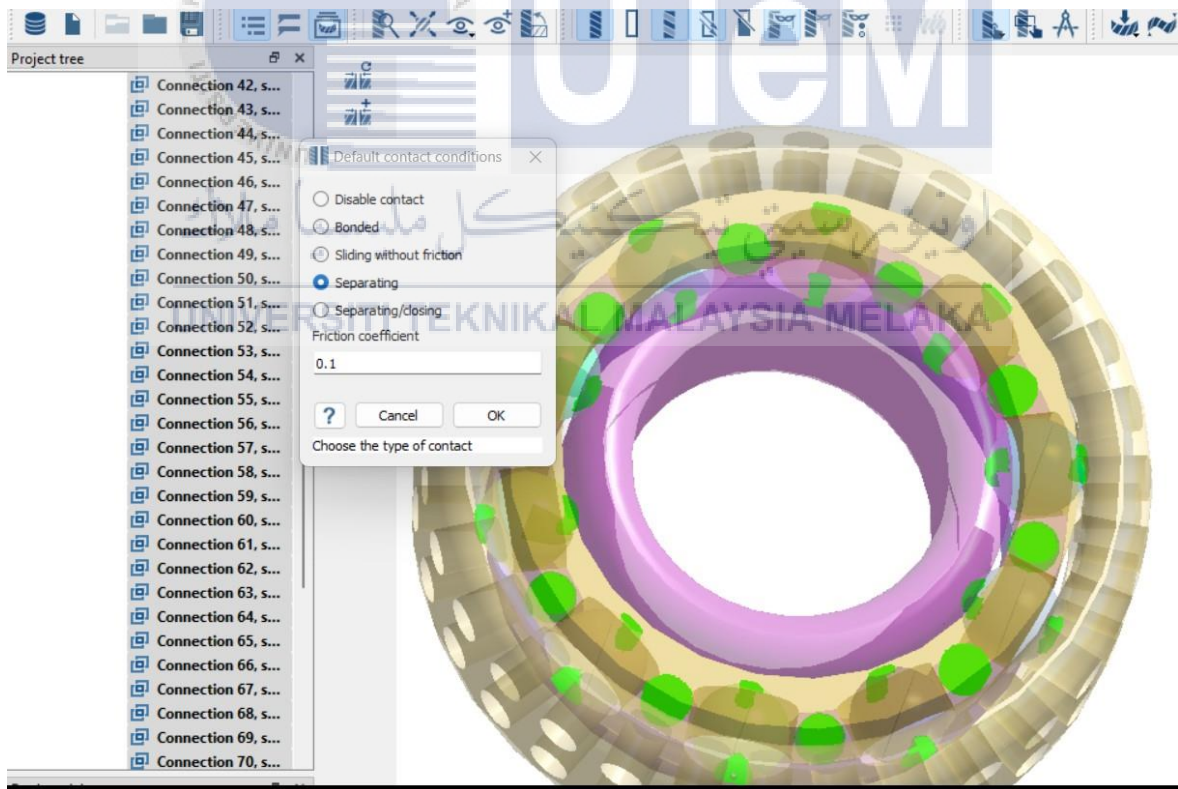 UTeM
Project tree
Connection 42, s...
Connection 43, s...
Connection 44, s...
Connection 45, s...
Connection 46, s...
Connection 47, s...
Connection 48, s...
Connection 49, s...
Connection 50, s...
Connection 51, s...
Connection 52, s...
Connection 53, s...
Connection 54, s...
Connection 55, s...
Connection 56, s...
Connection 57, s...
Connection 58, s...
Connection 59, s...
Connection 60, s...
Connection 61, s...
Connection 62, s...
Connection 63, s...
Connection 64, s...
Connection 65, s...
Connection 66, s...
Connection 67, s...
Connection 68, s...
Connection 69, s...
Connection 70, s...
Default contact conditions
Disable contact
Bonded
Sliding without friction
Separating
Separating/closing
Friction coefficient
0.1
?
Cancel
OK
Choose the type of contact
UNIVERSITI TEKNIKAL MALAYSIA MELAKA